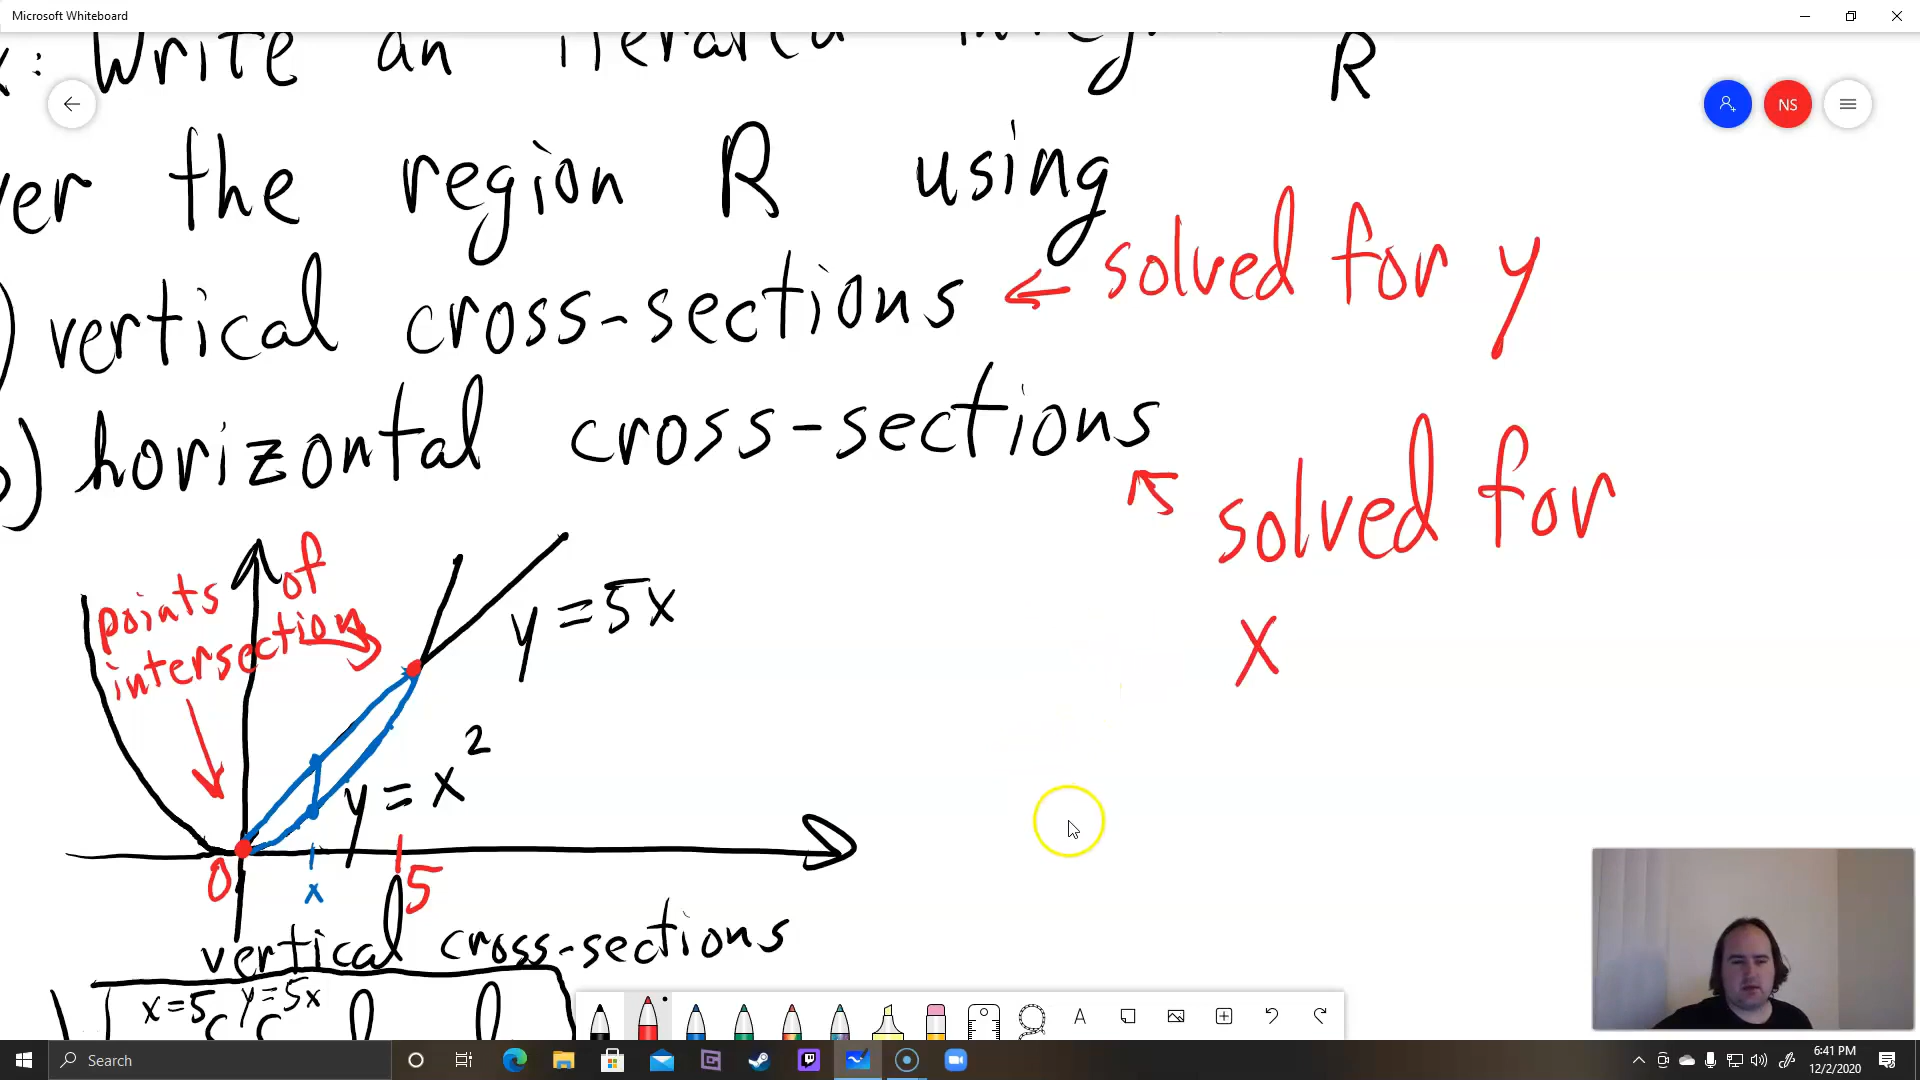 Microsoft Whiteboard
: Write an iterated R
er the region R using
) vertical cross-sections ← solved for y
) horizontal cross-sections
solved for
x
points of
intersection
y = 5x
y = x²
0
x
5
vertical cross-sections
x=5 y=5x
NS
Search
6:41 PM
12/2/2020